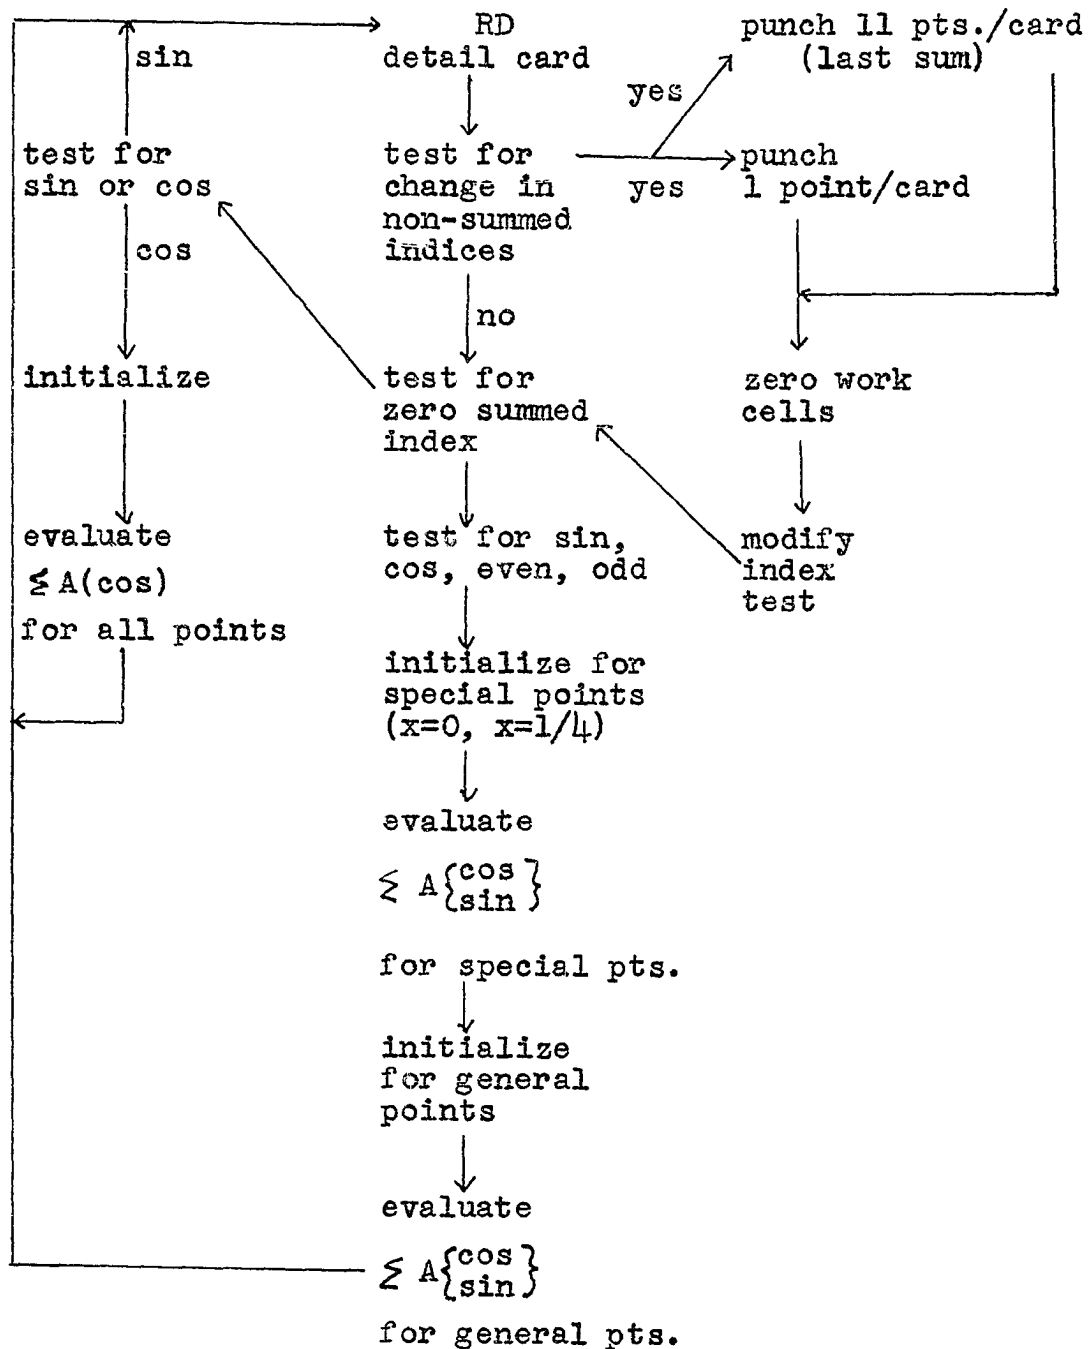 RD
detail card
test for
change in
non-summed
indices
yes
yes
punch 11 pts./card
(last sum)
punch
1 point/card
zero work
cells
modify
index
test
no
test for
zero summed
index
sin
test for
sin or cos
cos
initialize
evaluate
≤ A(cos)
for all points
test for sin,
cos, even, odd
initialize for
special points
(x=0, x=1/4)
evaluate
≤ A{cos
sin}
for special pts.
initialize
for general
points
evaluate
≤ A{cos
sin}
for general pts.